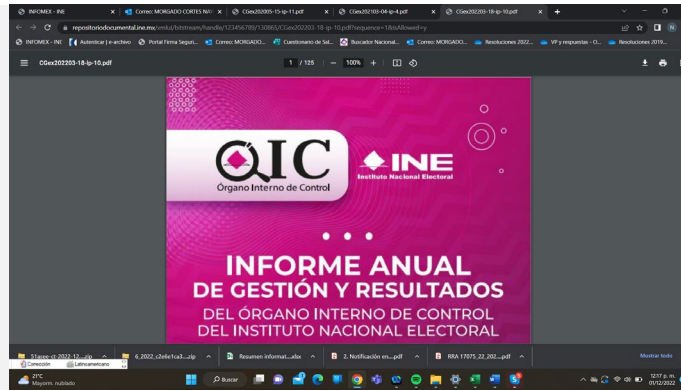 INFOMEX - INE
Correo: MORGADO CORTES NA
CGex202005-15-ip-11.pdf
CGex202103-04-ip-4.pdf
CGex202203-18-ip-10.pdf
repositoriodocumental.ine.mx/xmlui/bitstream/handle/123456789/130865/CGex202203-18-ip-10.pdf?sequence=1&isAllowed=y
INFOMEX - INE
Autenticar | e-archivo
Portal Firma Seguri...
Correo: MORGADO...
Cuestionario de Sal...
Buscador Nacional...
Correo: MORGADO...
Resoluciones 2022...
VP y respuestas - O...
Resoluciones 2019...
CGex202203-18-ip-10.pdf
1 / 125
100%
OIC
Órgano Interno de Control
INE
Instituto Nacional Electoral
INFORME ANUAL
DE GESTIÓN Y RESULTADOS
DEL ÓRGANO INTERNO DE CONTROL
DEL INSTITUTO NACIONAL ELECTORAL
6_2022_c2e6e1ca3....zip
Resumen informat...xlsx
2. Notificación en....pdf
RRA 17075_22_202....pdf
Mostrar todo
Corrección
Latinoamericano
21°C
Mayorm. nublado
Buscar
12:17 p. m.
01/12/2022